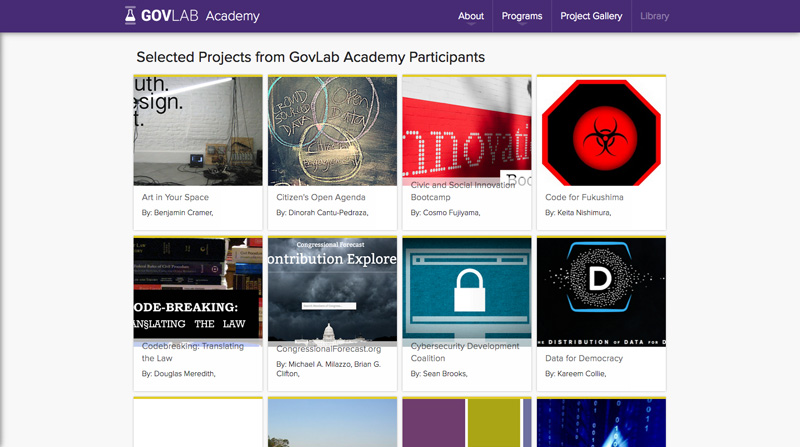 GOVLAB Academy
About Programs Project Gallery Library
Selected Projects from GovLab Academy Participants
uth.
sign.
t.
Art in Your Space
By: Benjamin Cramer,
Open Data
Citizen's Open Agenda
By: Dinorah Cantu-Pedraza,
Innovati
Boo
Civic and Social Innovation
Bootcamp
By: Cosmo Fujiyama,
Code for Fukushima
By: Keita Nishimura,
ODE-BREAKING:
ANSLATING THE LAW
Codebreaking: Translating
the Law
By: Douglas Meredith,
Congressional Forecast
ontribution Explore
CongressionalForecast.org
By: Michael A. Milazzo, Brian G.
Clifton,
Cybersecurity Development
Coalition
By: Sean Brooks,
D
HE DISTRIBUTION OF DATA FOR D
Data for Democracy
By: Kareem Collie,